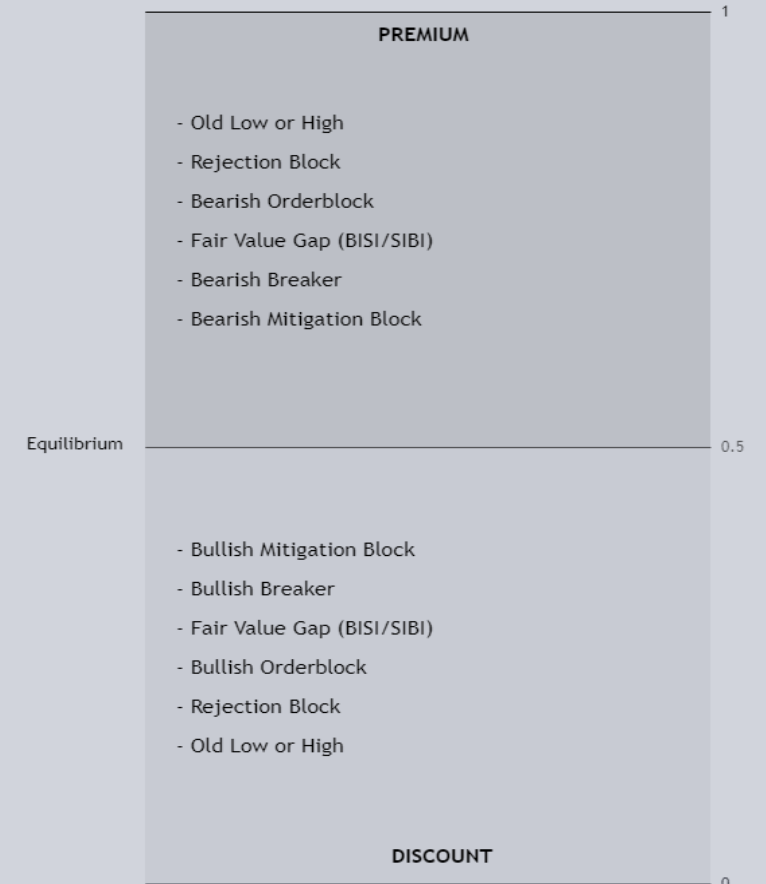 1
PREMIUM
- Old Low or High
- Rejection Block
- Bearish Orderblock
- Fair Value Gap (BISI/SIBI)
- Bearish Breaker
- Bearish Mitigation Block
Equilibrium 0.5
- Bullish Mitigation Block
- Bullish Breaker
- Fair Value Gap (BISI/SIBI)
- Bullish Orderblock
- Rejection Block
- Old Low or High
DISCOUNT
0